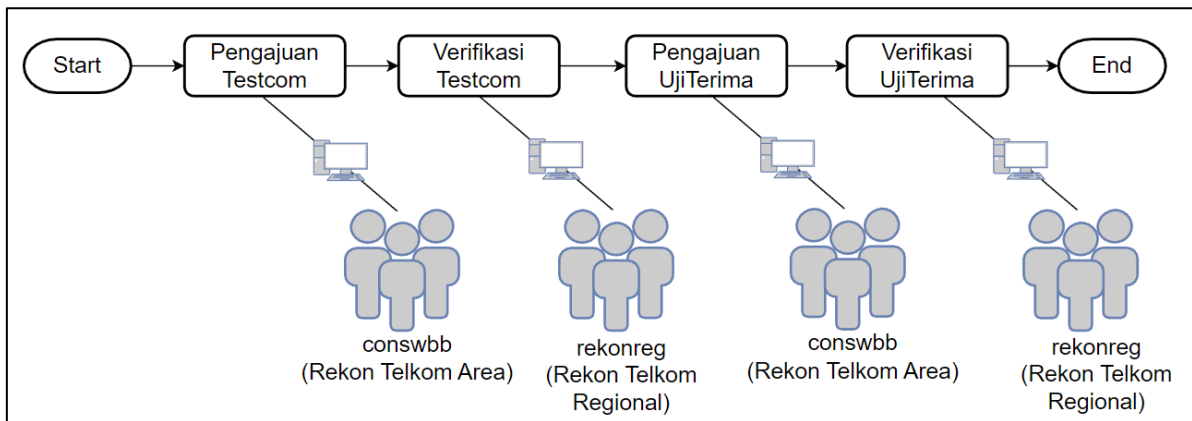 Start
Pengajuan
Testcom
Verifikasi
Testcom
Pengajuan
UjiTerima
Verifikasi
UjiTerima
End
conswbb
(Rekon Telkom Area)
rekonreg
(Rekon Telkom
Regional)
conswbb
(Rekon Telkom Area)
rekonreg
(Rekon Telkom
Regional)